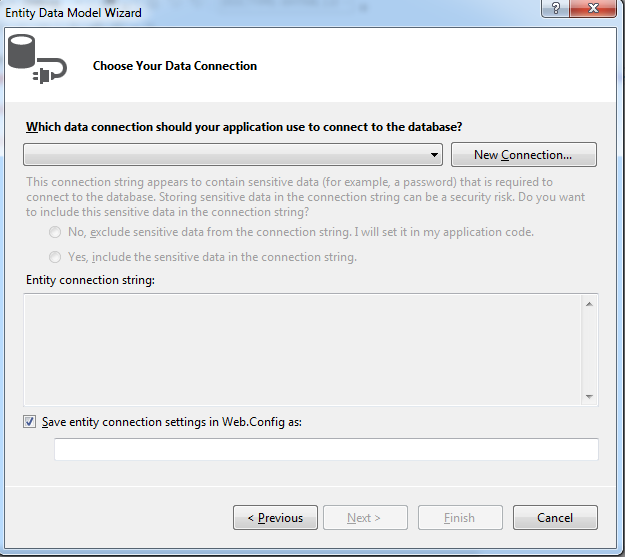 Entity Data Model Wizard
?
Choose Your Data Connection
Which data connection should your application use to connect to the database?
New Connection...
This connection string appears to contain sensitive data (for example, a password) that is required to
connect to the database. Storing sensitive data in the connection string can be a security risk. Do you want
to include this sensitive data in the connection string?
No, exclude sensitive data from the connection string. I will set it in my application code.
Yes, include the sensitive data in the connection string.
Entity connection string:
Save entity connection settings in Web.Config as:
< Previous
Next >
Finish
Cancel